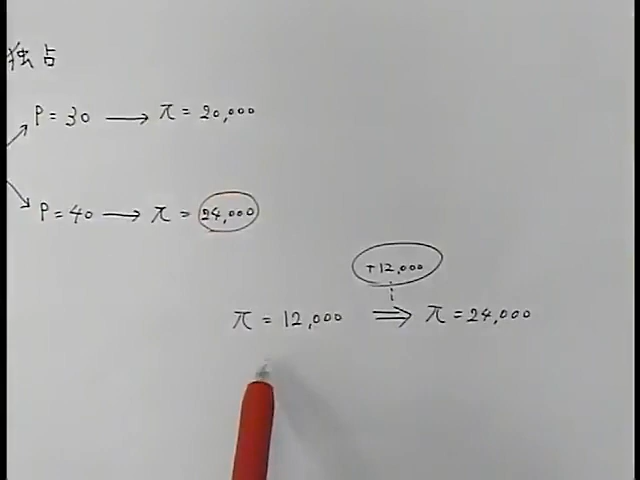 独占
P = 30 → π = 20,000
P = 40 → π = 24,000
+12,000
π = 12,000 ⇒ π = 24,000